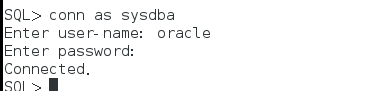 SQL> conn as sysdba
Enter user-name: oracle
Enter password:
Connected.
SQL>